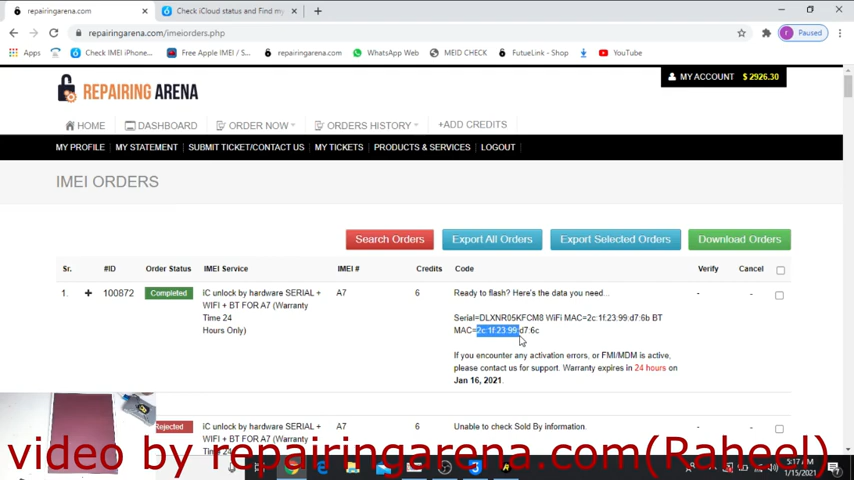 repairingarena.com
Check iCloud status and Find my
repairingarena.com/imeiorders.php
Paused
Apps
Check IMEI iPhone...
Free Apple IMEI / S...
repairingarena.com
WhatsApp Web
MEID CHECK
FutueLink - Shop
YouTube
REPAIRING ARENA
MY ACCOUNT $ 2926.30
HOME
DASHBOARD
ORDER NOW
ORDERS HISTORY
+ADD CREDITS
MY PROFILE
MY STATEMENT
SUBMIT TICKET/CONTACT US
MY TICKETS
PRODUCTS & SERVICES
LOGOUT
IMEI ORDERS
Search Orders
Export All Orders
Export Selected Orders
Download Orders
Sr.
#ID
Order Status
IMEI Service
IMEI #
Credits
Code
Verify
Cancel
1.
100872
Completed
iC unlock by hardware SERIAL +
WIFI + BT FOR A7 (Warranty
Time 24
Hours Only)
A7
6
Ready to flash? Here's the data you need...
Serial=DLXNR05KFCM8 WiFi MAC=2c:1f:23:99:d7:6b BT
MAC=2c:1f:23:99:d7:6c
If you encounter any activation errors, or FMI/MDM is active,
please contact us for support. Warranty expires in 24 hours on
Jan 16, 2021.
-
-
Rejected
iC unlock by hardware SERIAL +
WIFI + BT FOR A7 (Warranty
Time 24
A7
6
Unable to check Sold By information.
-
-
video by repairingarena.com(Raheel)
5:17 AM
1/15/2021